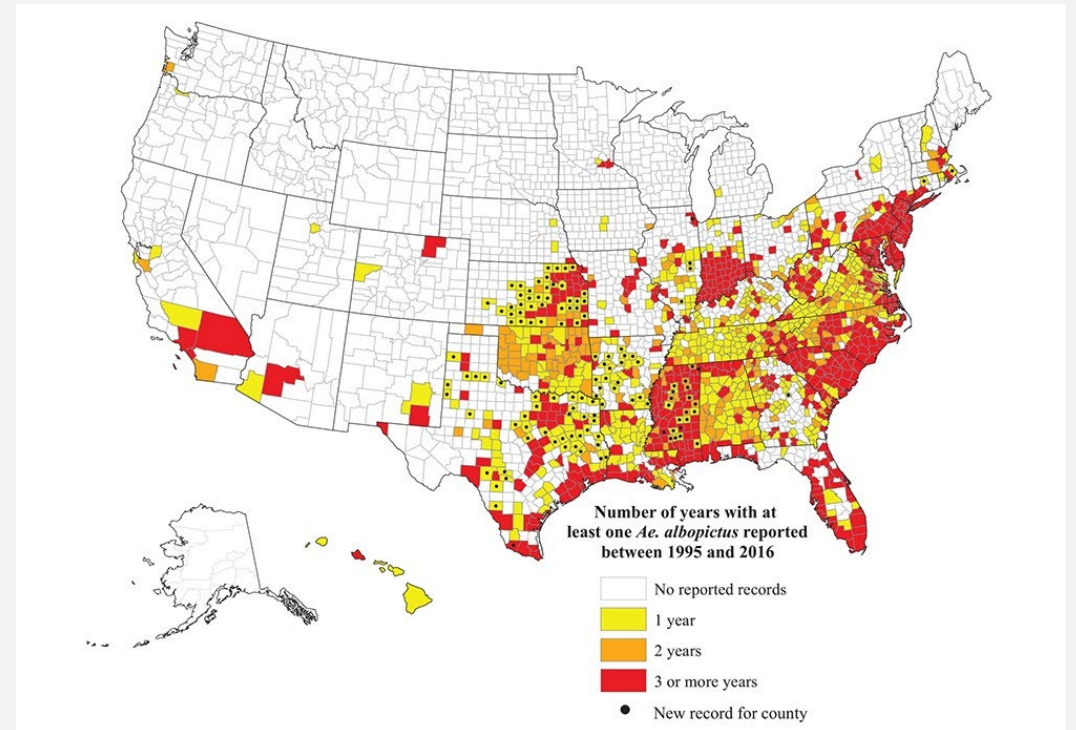 Number of years with at
least one Ae. albopictus reported
between 1995 and 2016
No reported records
1 year
2 years
3 or more years
New record for county